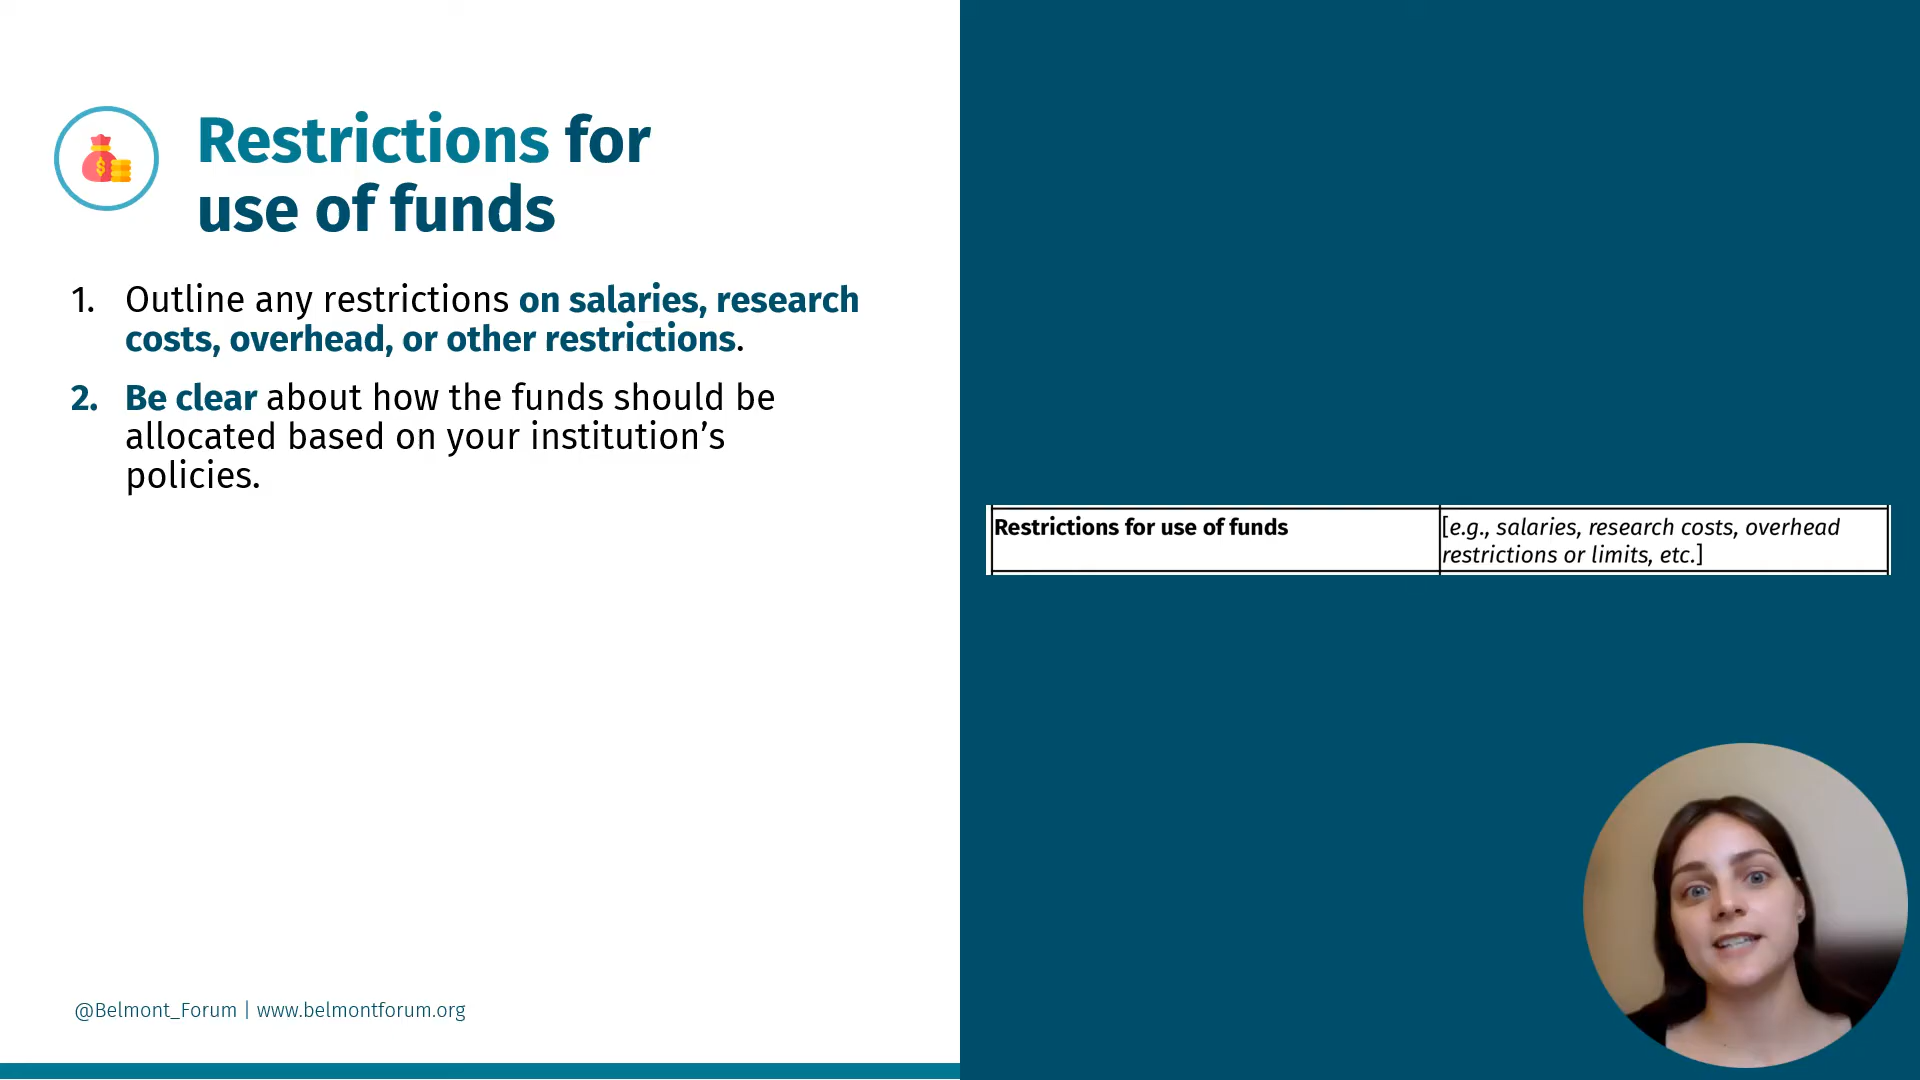 Restrictions for
use of funds
1. Outline any restrictions on salaries, research
costs, overhead, or other restrictions.
2. Be clear about how the funds should be
allocated based on your institution’s
policies.
Restrictions for use of funds
[e.g., salaries, research costs, overhead
restrictions or limits, etc.]
@Belmont_Forum | www.belmontforum.org